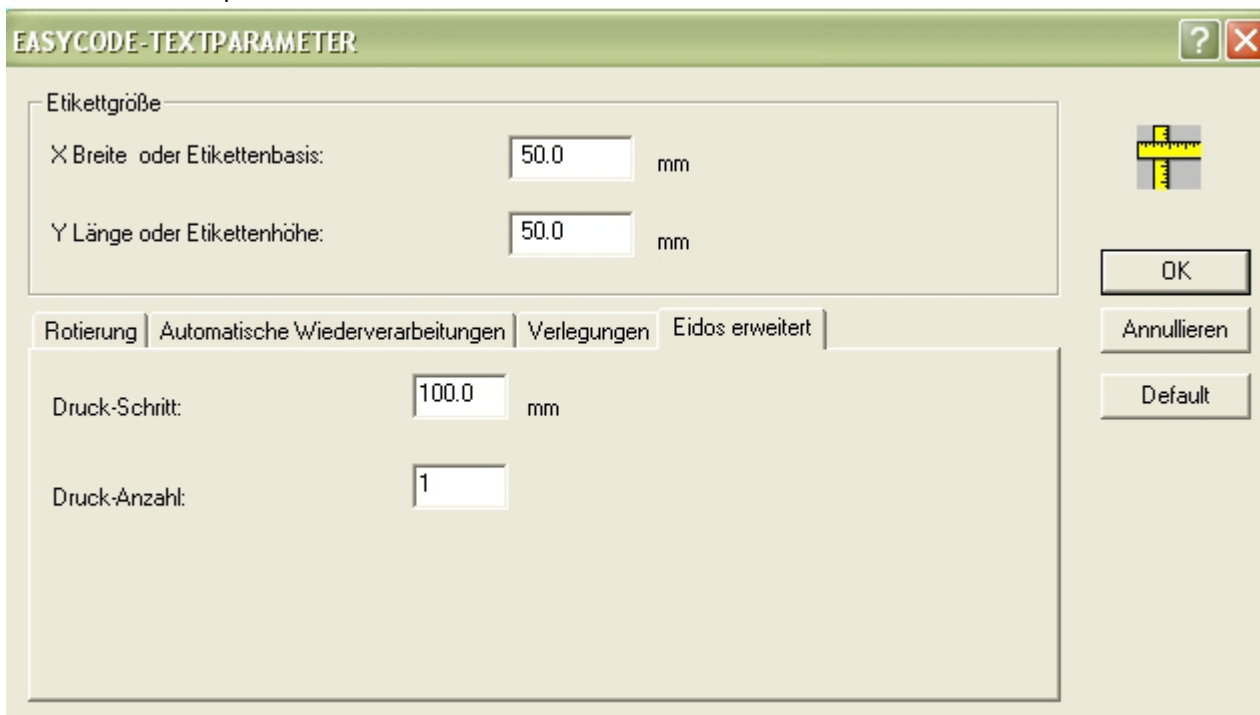 EASYCODE-TEXTPARAMETER
Etikettgröße
X Breite oder Etikettenbasis: 50.0 mm
Y Länge oder Etikettenhöhe: 50.0 mm
OK
Rotierung Automatische Wiederverarbeitungen Verlegungen Eidos erweitert
Annullieren
Druck-Schritt: 100.0 mm
Default
Druck-Anzahl: 1